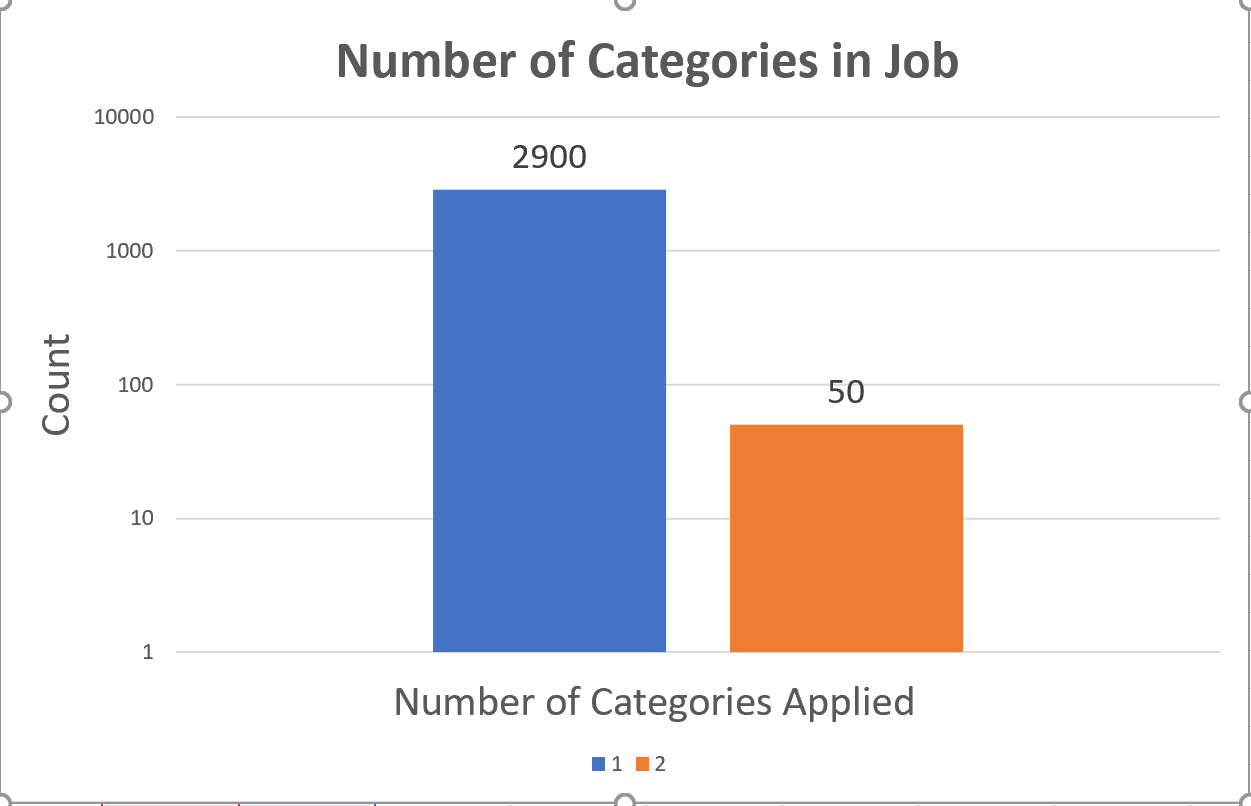 Number of Categories in Job
10000
2900
1000
Count
100
50
10
1
Number of Categories Applied
1 2